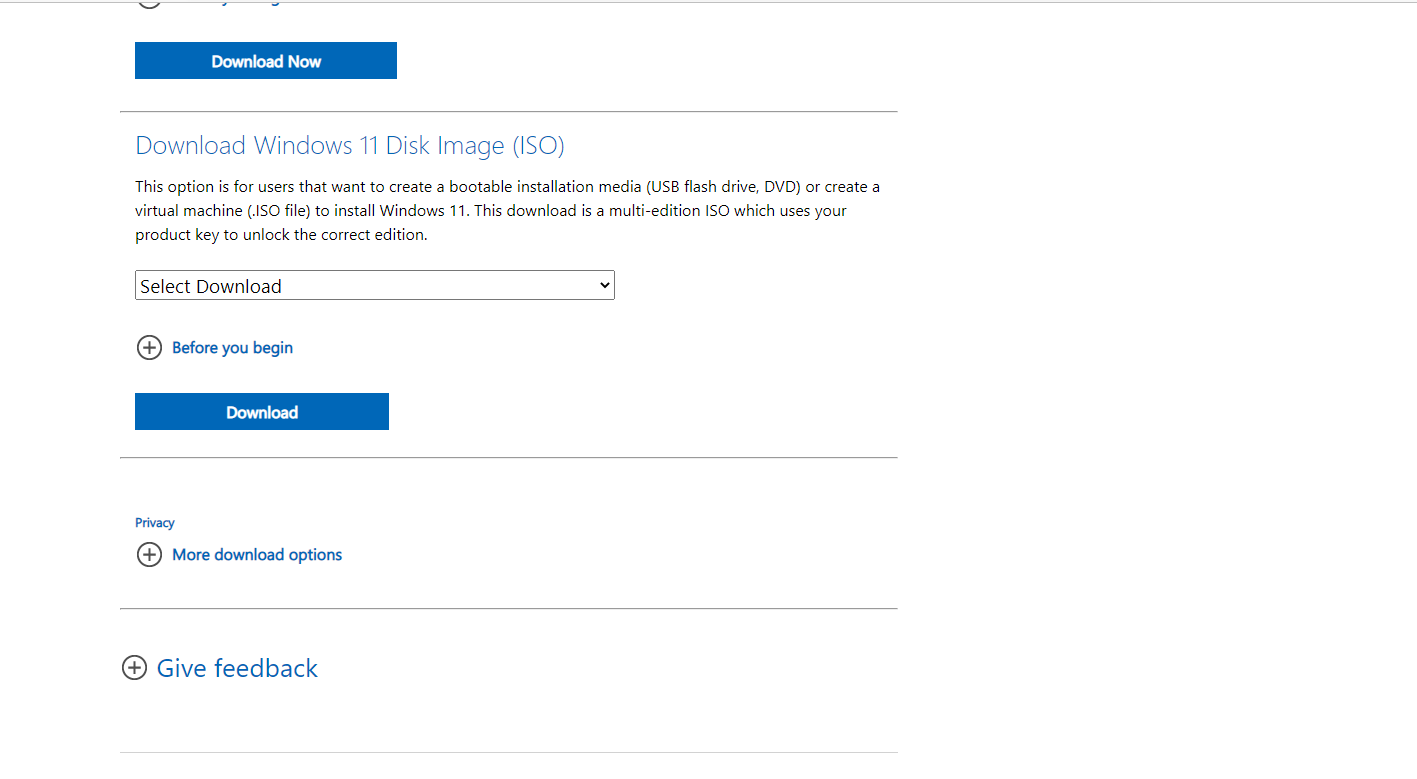 Download Now
Download Windows 11 Disk Image (ISO)
This option is for users that want to create a bootable installation media (USB flash drive, DVD) or create a
virtual machine (.ISO file) to install Windows 11. This download is a multi-edition ISO which uses your
product key to unlock the correct edition.
Select Download
Before you begin
Download
Privacy
More download options
Give feedback